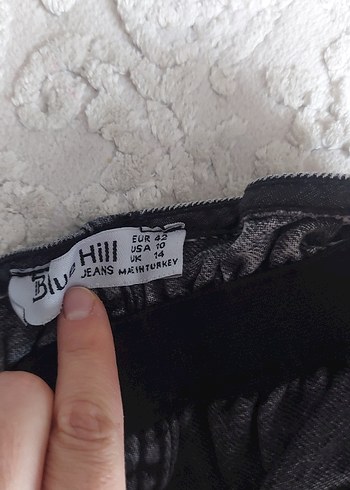 Blue Hill
JEANS
EUR 42
USA 10
UK 14
MADE IN TURKEY